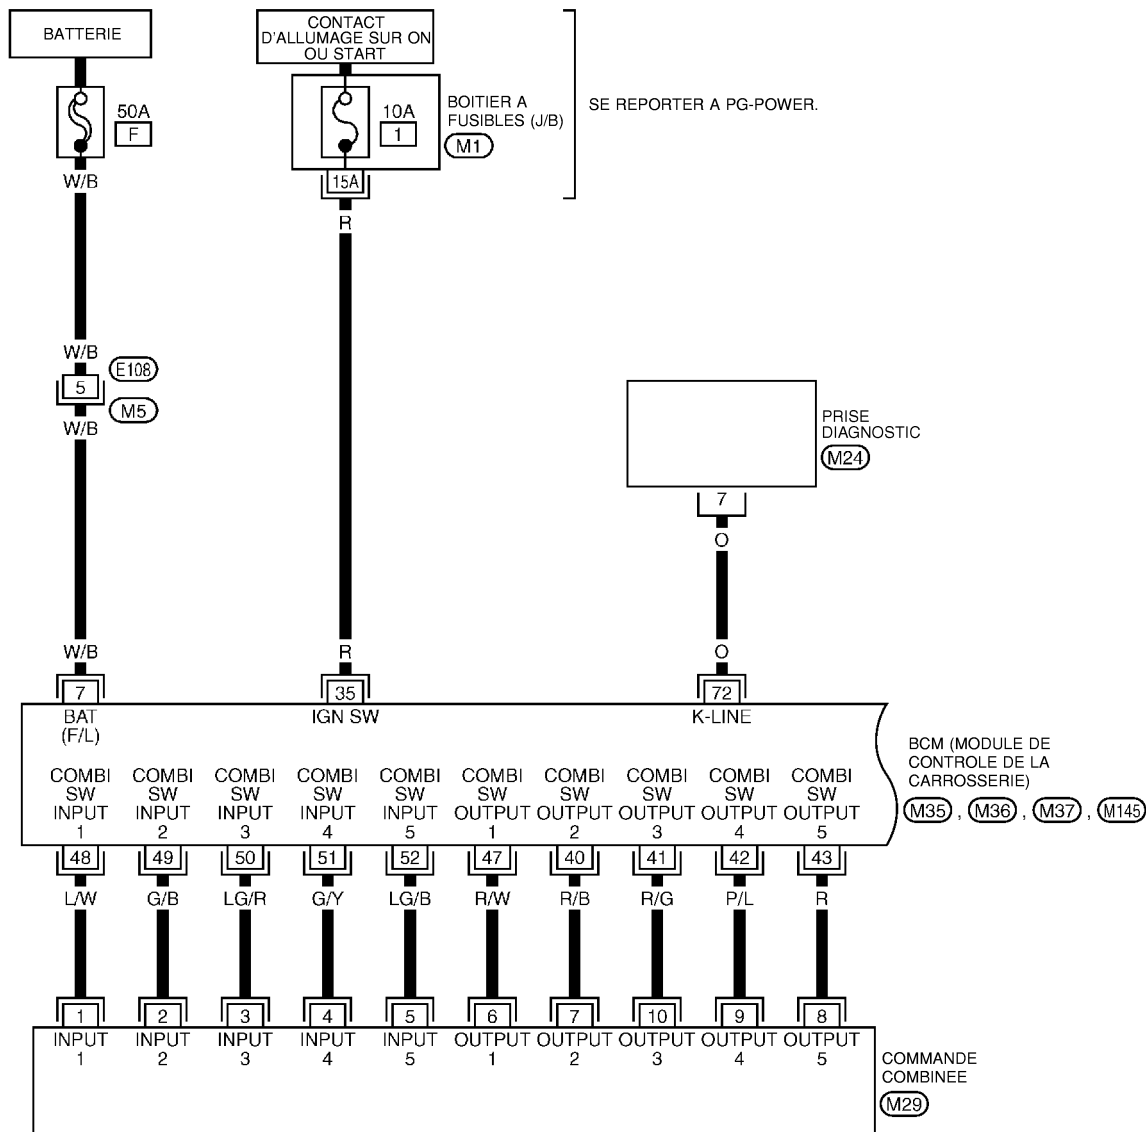 BATTERIE
CONTACT
D'ALLUMAGE SUR ON
OU START
50A
F
10A
1
BOITIER A
FUSIBLES (J/B)
M1
SE REPORTER A PG-POWER.
W/B
15A
R
W/B
E108
5
M5
W/B
PRISE
DIAGNOSTIC
M24
7
O
W/B
R
O
7
35
72
BAT
(F/L)
IGN SW
K-LINE
BCM (MODULE DE
CONTROLE DE LA
CARROSSERIE)
M35 , M36 , M37 , M145
COMBI COMBI COMBI COMBI COMBI COMBI COMBI COMBI COMBI COMBI
SW SW SW SW SW SW SW SW SW SW
INPUT INPUT INPUT INPUT INPUT OUTPUT OUTPUT OUTPUT OUTPUT OUTPUT
1 2 3 4 5 1 2 3 4 5
48 49 50 51 52 47 40 41 42 43
L/W G/B LG/R G/Y LG/B R/W R/B R/G P/L R
1 2 3 4 5 6 7 10 9 8
INPUT INPUT INPUT INPUT INPUT OUTPUT OUTPUT OUTPUT OUTPUT OUTPUT
1 2 3 4 5 1 2 3 4 5
COMMANDE
COMBINEE
M29